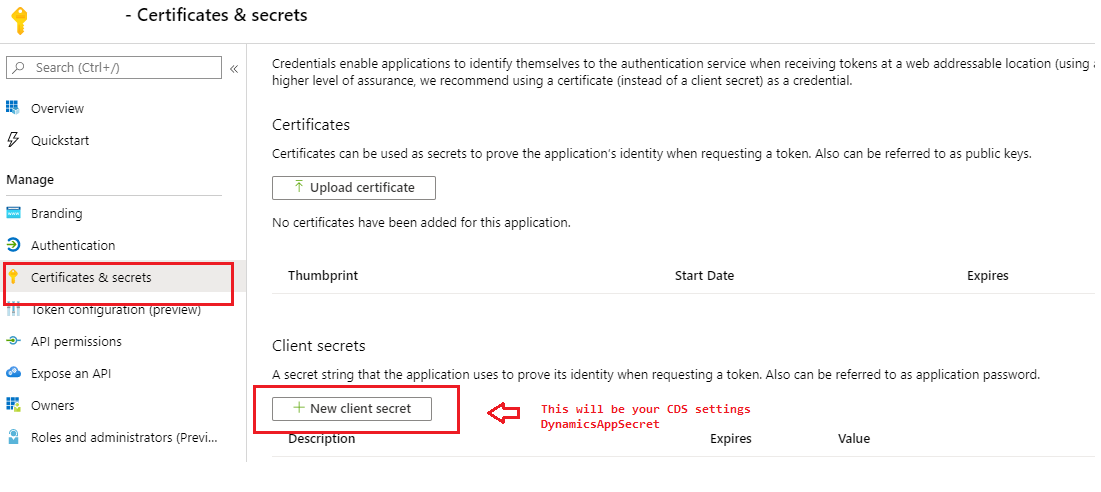 - Certificates & secrets
Search (Ctrl+/)
«
Overview
Quickstart
Manage
Branding
Authentication
Certificates & secrets
Token configuration (preview)
API permissions
Expose an API
Owners
Roles and administrators (Previ...
Credentials enable applications to identify themselves to the authentication service when receiving tokens at a web addressable location (using a
higher level of assurance, we recommend using a certificate (instead of a client secret) as a credential.
Certificates
Certificates can be used as secrets to prove the application's identity when requesting a token. Also can be referred to as public keys.
Upload certificate
No certificates have been added for this application.
Thumbprint Start Date Expires
Client secrets
A secret string that the application uses to prove its identity when requesting a token. Also can be referred to as application password.
New client secret
This will be your CDS settings
DynamicsAppSecret
Description Expires Value